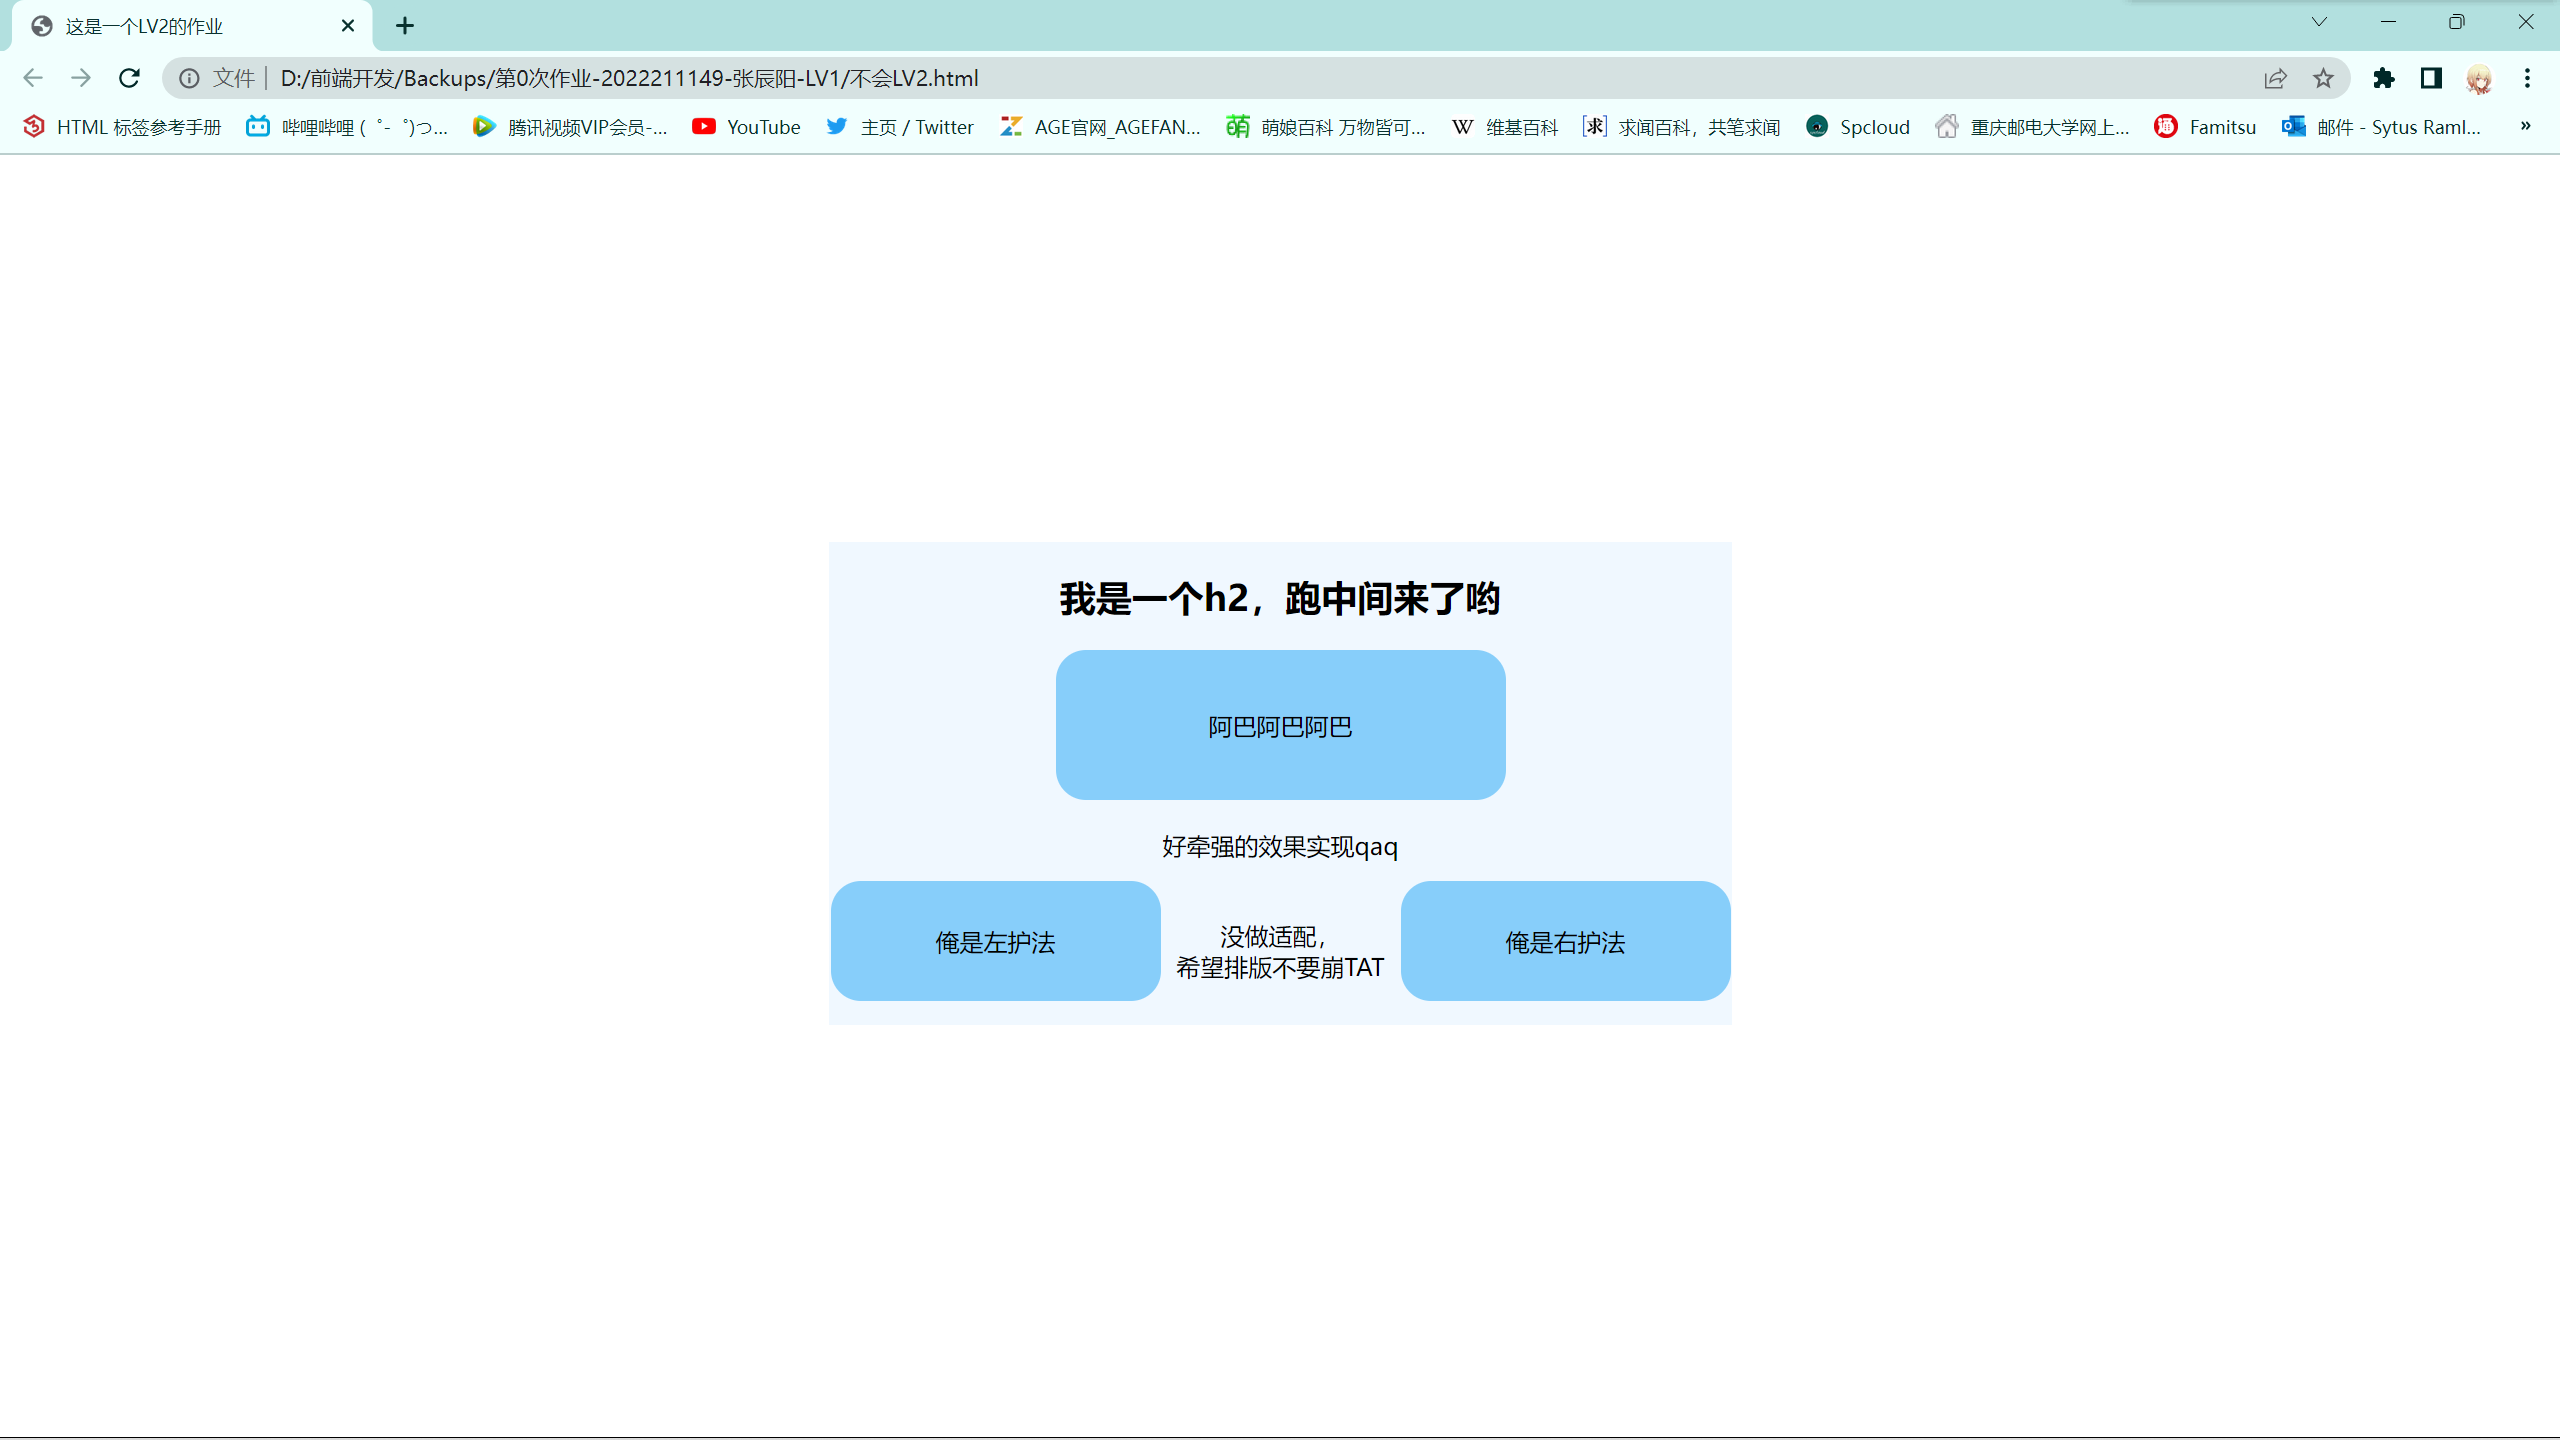 这是一个LV2的作业
文件 D:/前端开发/Backups/第0次作业-2022211149-张辰阳-LV1/不会LV2.html
HTML 标签参考手册 哔哩哔哩 ( ゜- ゜)つ... 腾讯视频VIP会员-... YouTube 主页 / Twitter AGE官网_AGEFAN... 萌娘百科 万物皆可... 维基百科 求闻百科，共笔求闻 Spcloud 重庆邮电大学网上... Famitsu 邮件 - Sytus Raml... »
我是一个h2，跑中间来了哟
阿巴阿巴阿巴
好牵强的效果实现qaq
俺是左护法
没做适配，
希望排版不要崩TAT
俺是右护法